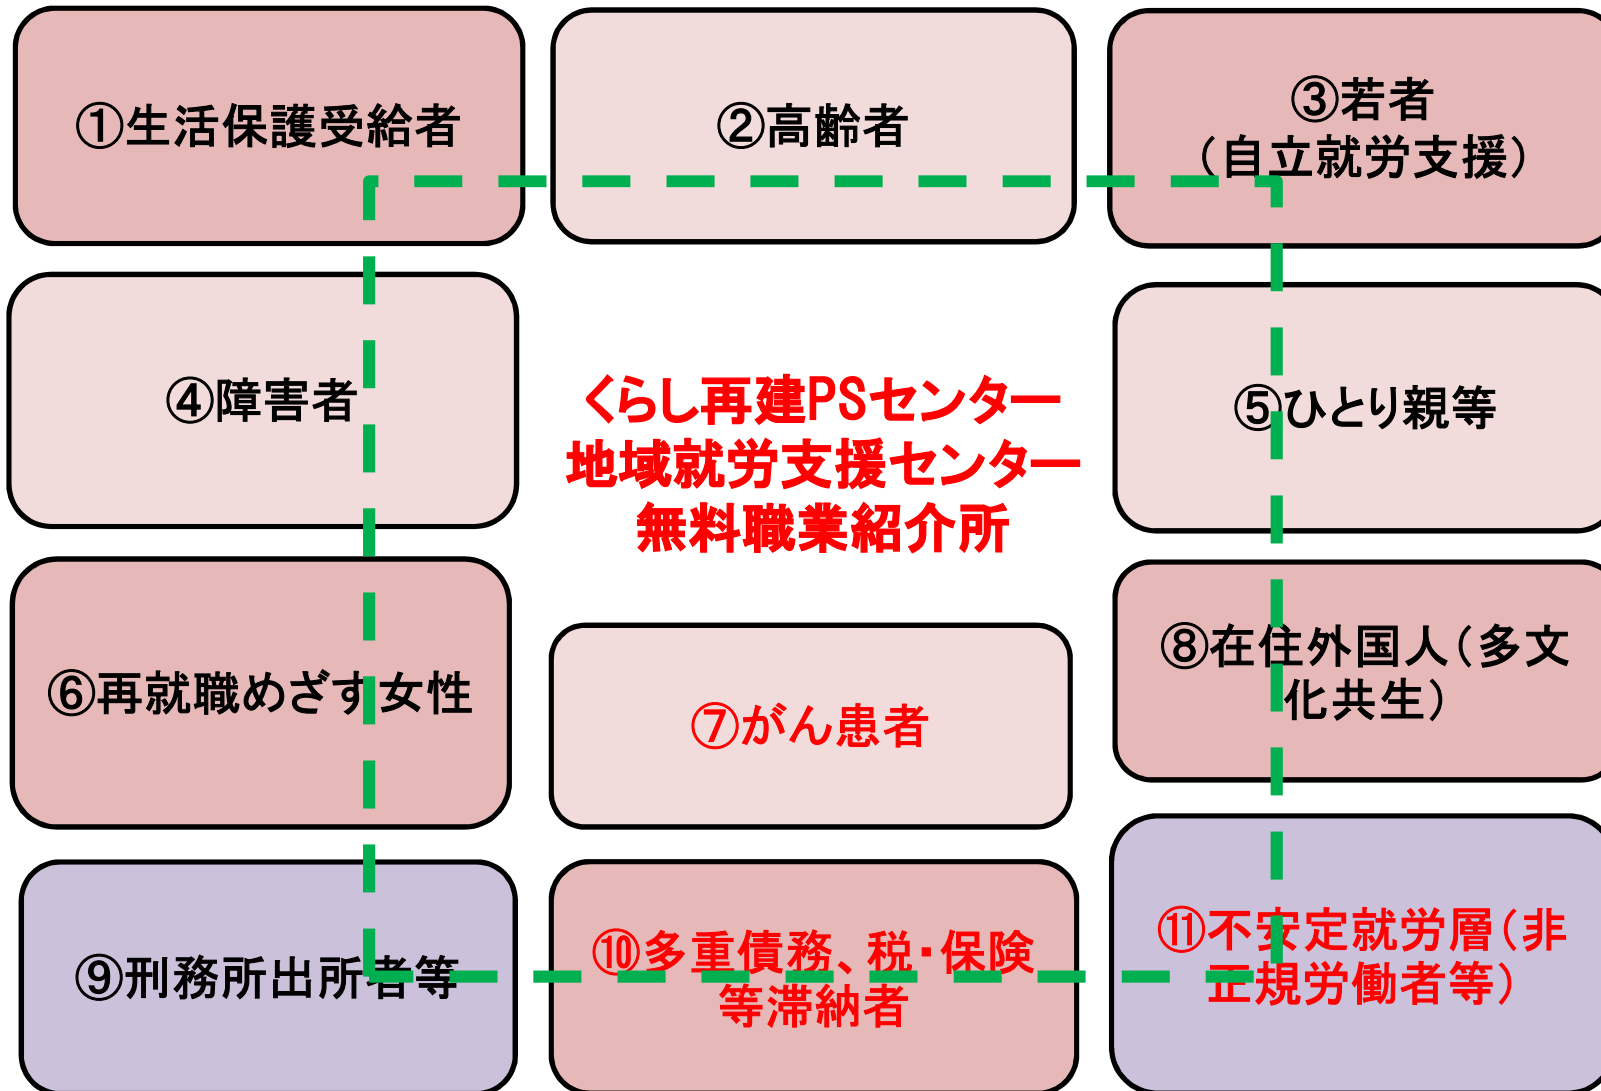 ①生活保護受給者
②高齢者
③若者
（自立就労支援）
④障害者
くらし再建PSセンター
地域就労支援センター
無料職業紹介所
⑤ひとり親等
⑥再就職めざす女性
⑦がん患者
⑧在住外国人（多文
化共生）
⑨刑務所出所者等
⑩多重債務、税・保険
等滞納者
⑪不安定就労層（非
正規労働者等）